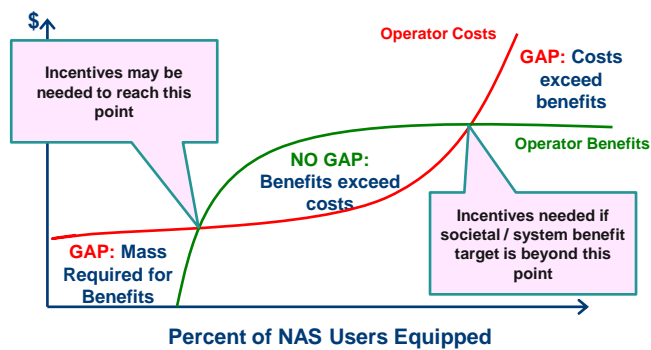 $
Operator Costs
GAP: Costs
exceed
benefits
Incentives may be
needed to reach this
point
Operator Benefits
NO GAP:
Benefits exceed
costs
Incentives needed if
societal / system benefit
target is beyond this
point
GAP: Mass
Required for
Benefits
Percent of NAS Users Equipped